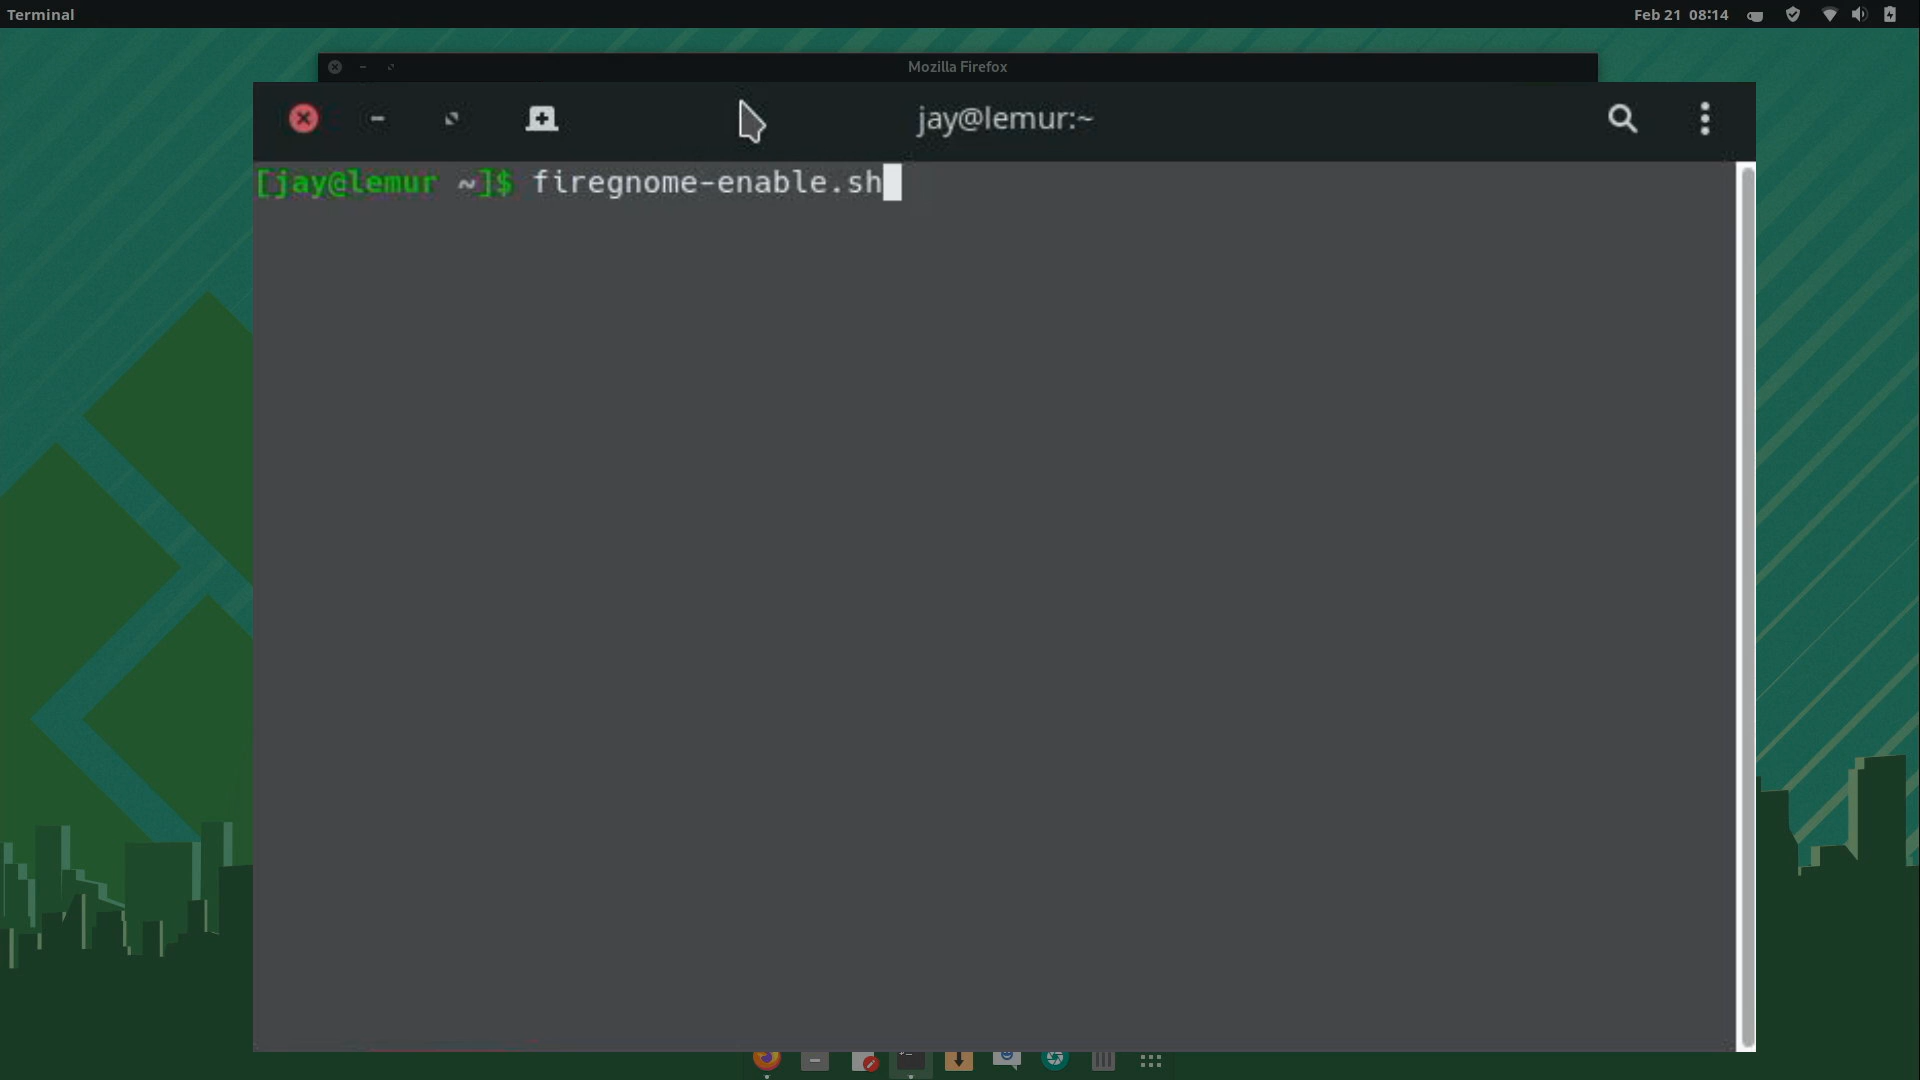 Terminal
Feb 21 08:14
Mozilla Firefox
jay@lemur:~
[jay@lemur ~]$ firegnome-enable.sh